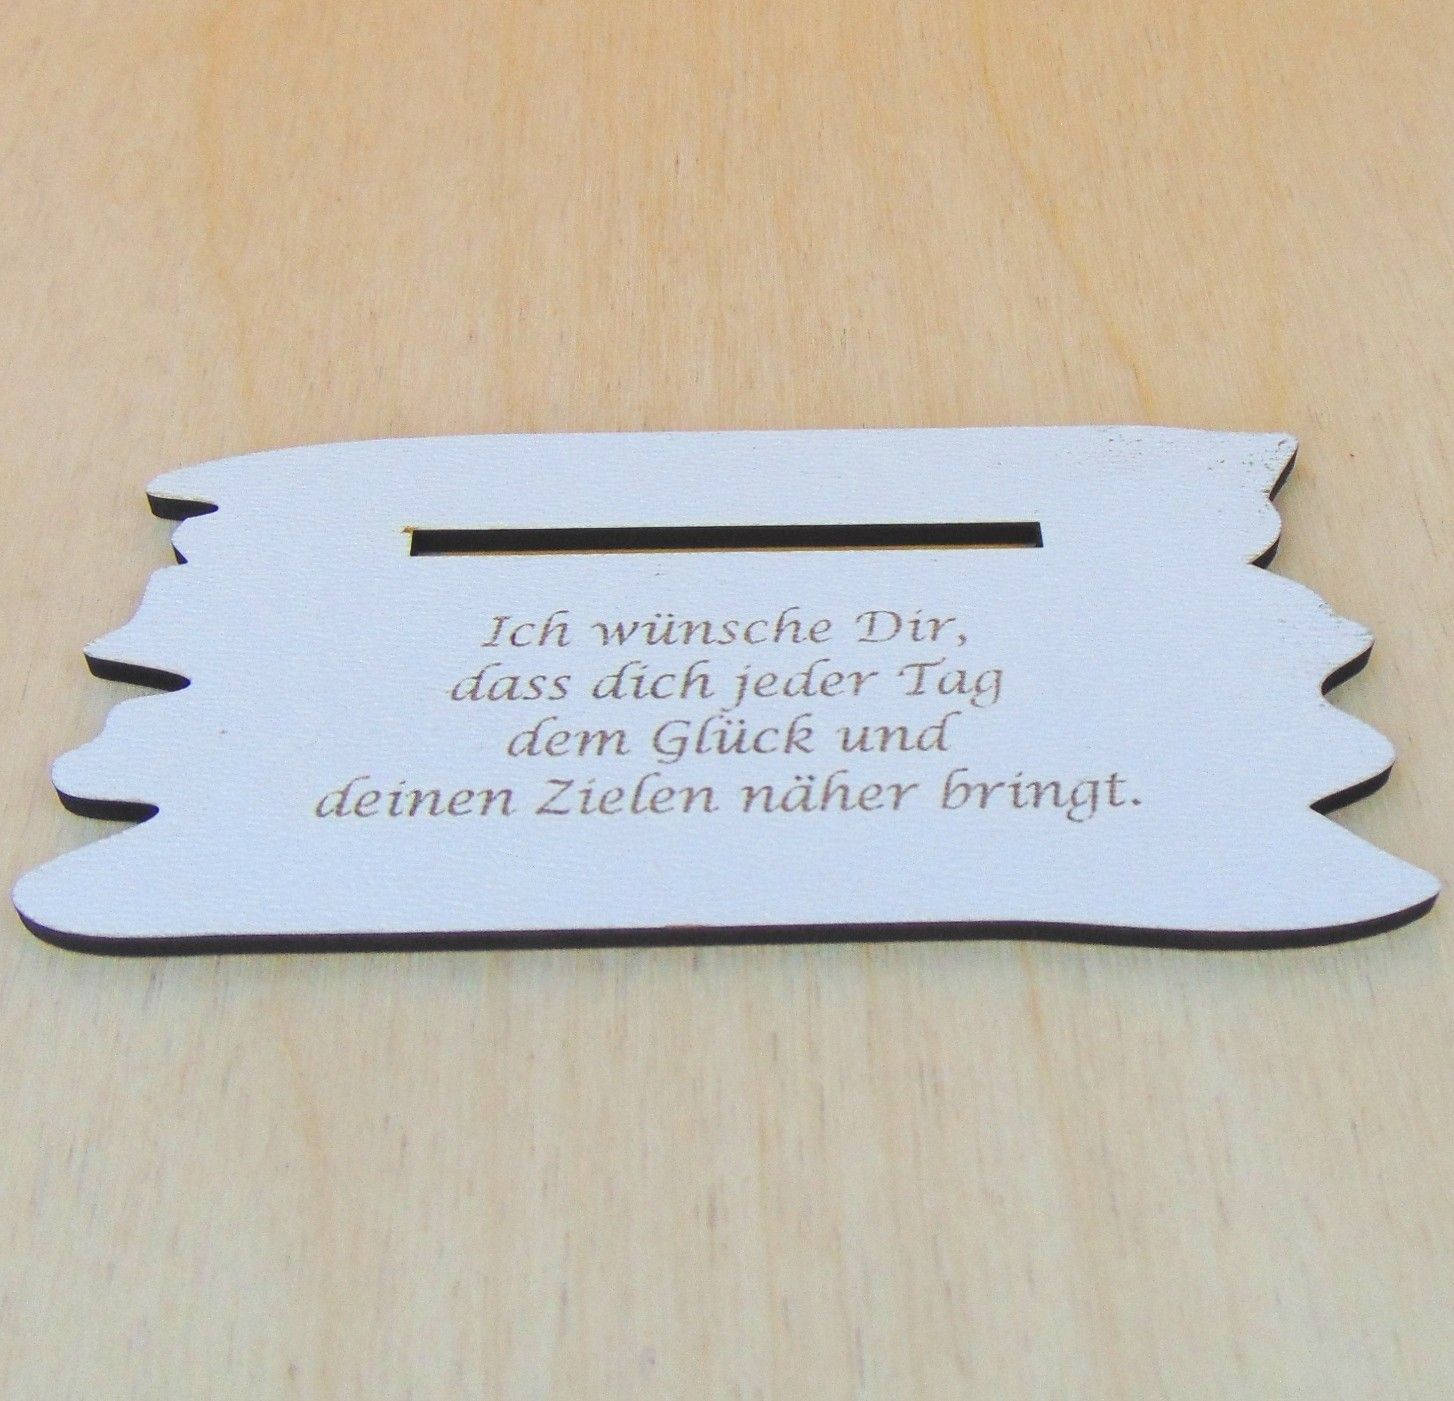 Ich wünsche Dir,
dass dich jeder Tag
dem Glück und
deinen Zielen näher bringt.